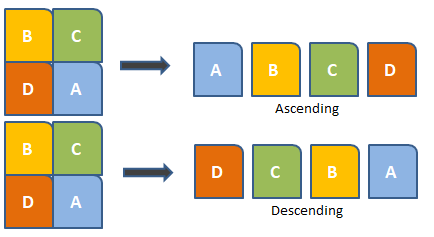 B C
D A
A B C D
Ascending
B C
D A
D C B A
Descending